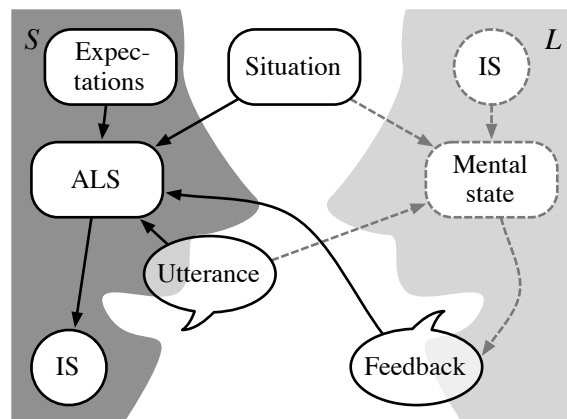 S
Expec-
tations
Situation
IS
L
ALS
Mental
state
Utterance
IS
Feedback